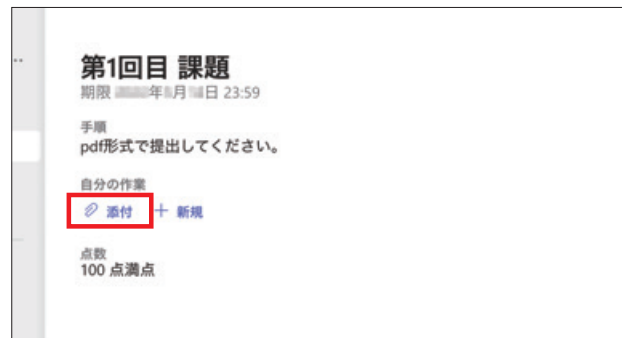 第1回目 課題
期限 年 月 日 23:59
手順
pdf形式で提出してください。
自分の作業
添付 + 新規
点数
100 点満点